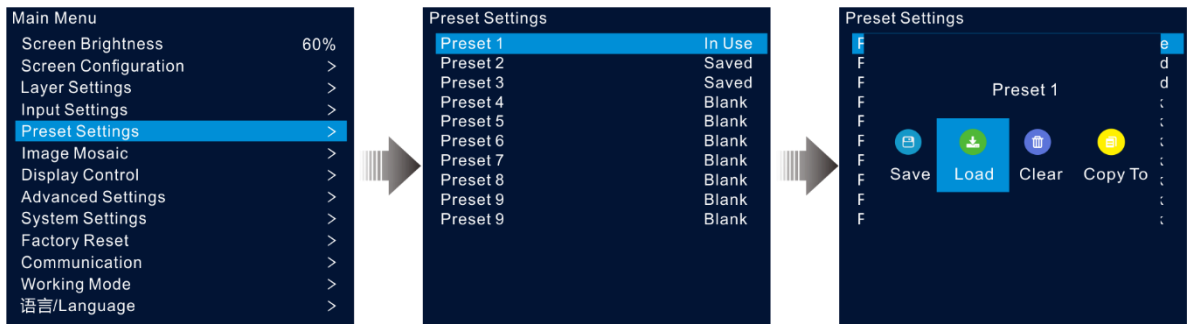 Main Menu
Screen Brightness 60%
Screen Configuration >
Layer Settings >
Input Settings >
Preset Settings >
Image Mosaic >
Display Control >
Advanced Settings >
System Settings >
Factory Reset >
Communication >
Working Mode >
语言/Language >
Preset Settings
Preset 1 In Use
Preset 2 Saved
Preset 3 Saved
Preset 4 Blank
Preset 5 Blank
Preset 6 Blank
Preset 7 Blank
Preset 8 Blank
Preset 9 Blank
Preset 9 Blank
Preset Settings
Preset 1
Save Load Clear Copy To